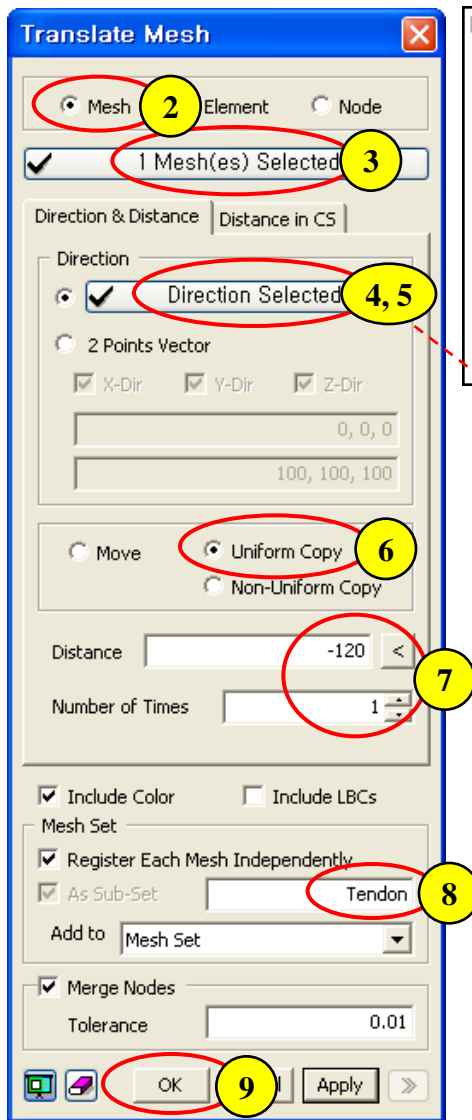 Translate Mesh
Mesh 2 Element Node
1 Mesh(es) Selected 3
Direction & Distance Distance in CS
Direction
Direction Selected 4, 5
2 Points Vector
X-Dir Y-Dir Z-Dir
0, 0, 0
100, 100, 100
Move Uniform Copy 6
Non-Uniform Copy
Distance -120 <
7
Number of Times 1
Include Color Include LBCs
Mesh Set
Register Each Mesh Independently
As Sub-Set Tendon 8
Add to Mesh Set
Merge Nodes
Tolerance 0.01
OK 9 Apply >>